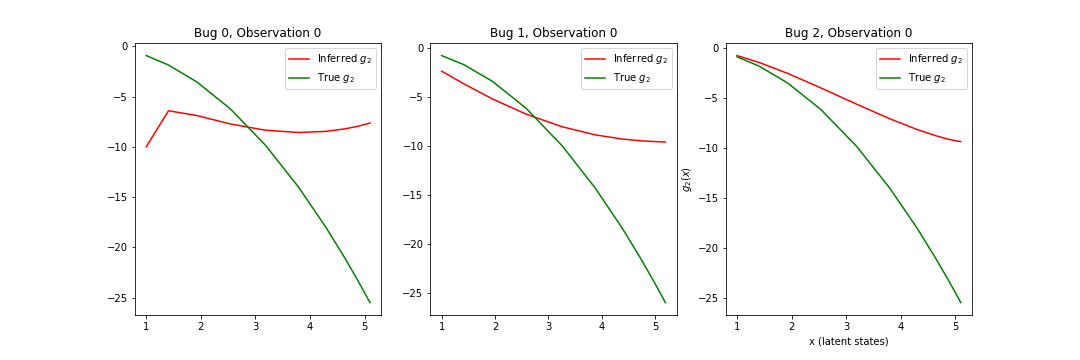 Bug 0, Observation 0
Inferred g₂
True g₂
0
−5
−10
−15
−20
−25
1 2 3 4 5
Bug 1, Observation 0
Inferred g₂
True g₂
0
−5
−10
−15
−20
−25
1 2 3 4 5
Bug 2, Observation 0
Inferred g₂
True g₂
g₂(x)
0
−5
−10
−15
−20
−25
1 2 3 4 5
x (latent states)